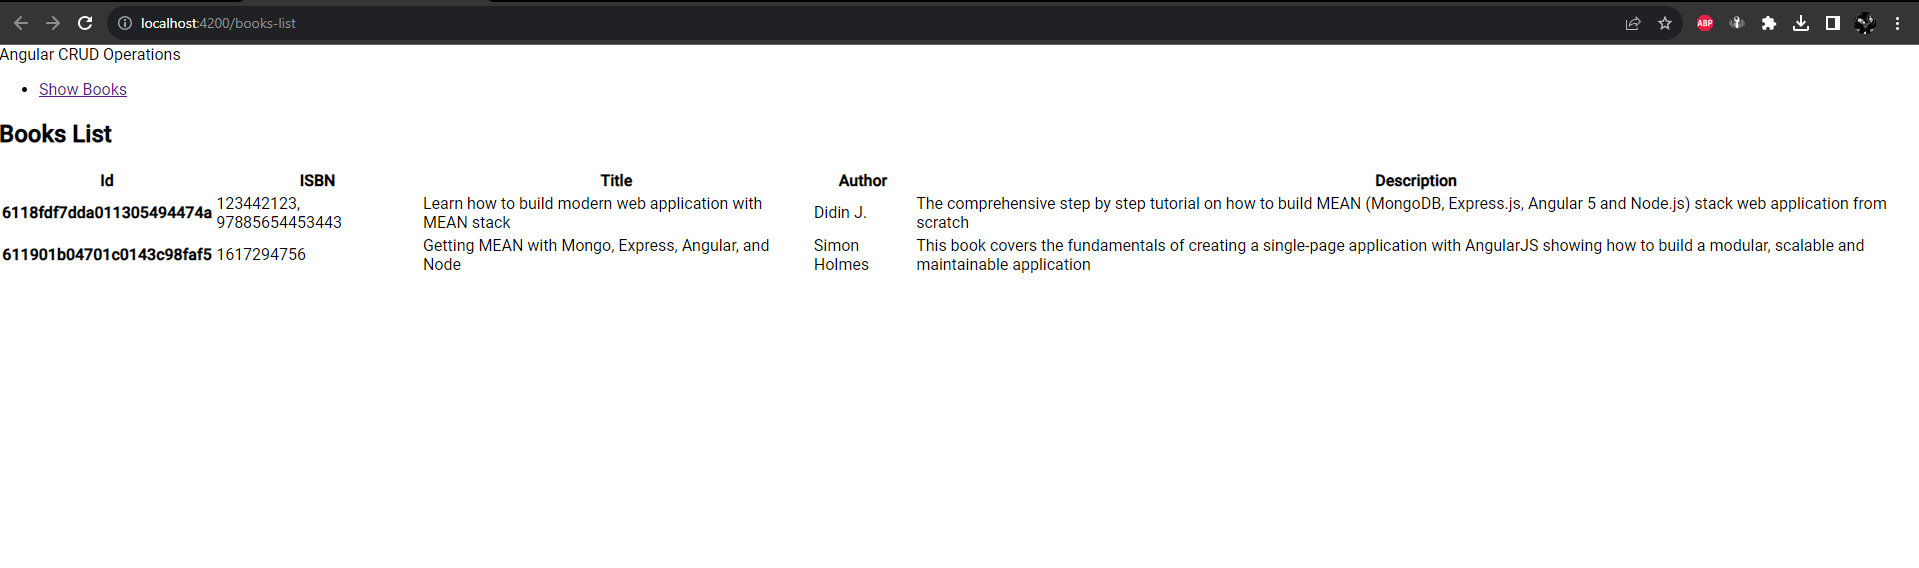 localhost:4200/books-list
ABP
Angular CRUD Operations
Show Books
Books List
Id ISBN Title Author Description
6118fdf7dda011305494474a 123442123, 97885654453443 Learn how to build modern web application with MEAN stack Didin J. The comprehensive step by step tutorial on how to build MEAN (MongoDB, Express.js, Angular 5 and Node.js) stack web application from scratch
611901b04701c0143c98faf5 1617294756 Getting MEAN with Mongo, Express, Angular, and Node Simon Holmes This book covers the fundamentals of creating a single-page application with AngularJS showing how to build a modular, scalable and maintainable application